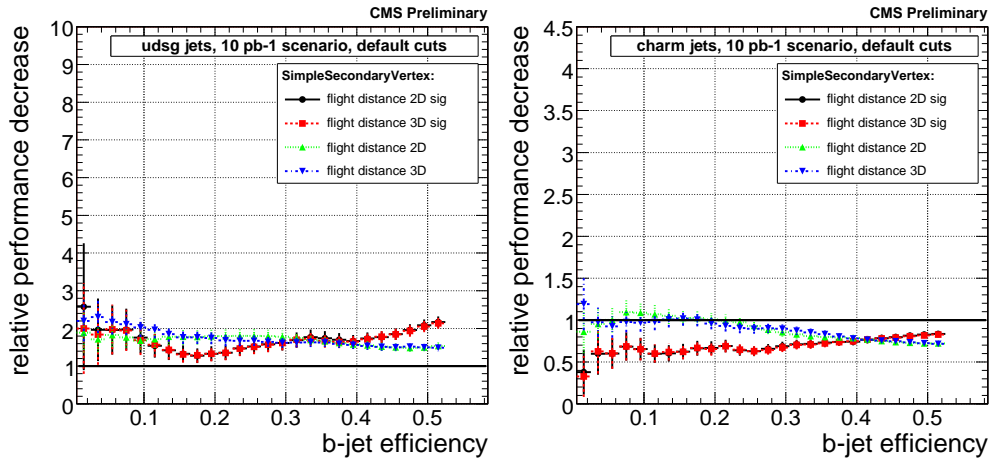 CMS Preliminary
udsg jets, 10 pb-1 scenario, default cuts
SimpleSecondaryVertex:
flight distance 2D sig
flight distance 3D sig
flight distance 2D
flight distance 3D
relative performance decrease
10
9
8
7
6
5
4
3
2
1
0
0.1
0.2
0.3
0.4
0.5
b-jet efficiency
CMS Preliminary
charm jets, 10 pb-1 scenario, default cuts
SimpleSecondaryVertex:
flight distance 2D sig
flight distance 3D sig
flight distance 2D
flight distance 3D
relative performance decrease
4.5
4
3.5
3
2.5
2
1.5
1
0.5
0
0.1
0.2
0.3
0.4
0.5
b-jet efficiency